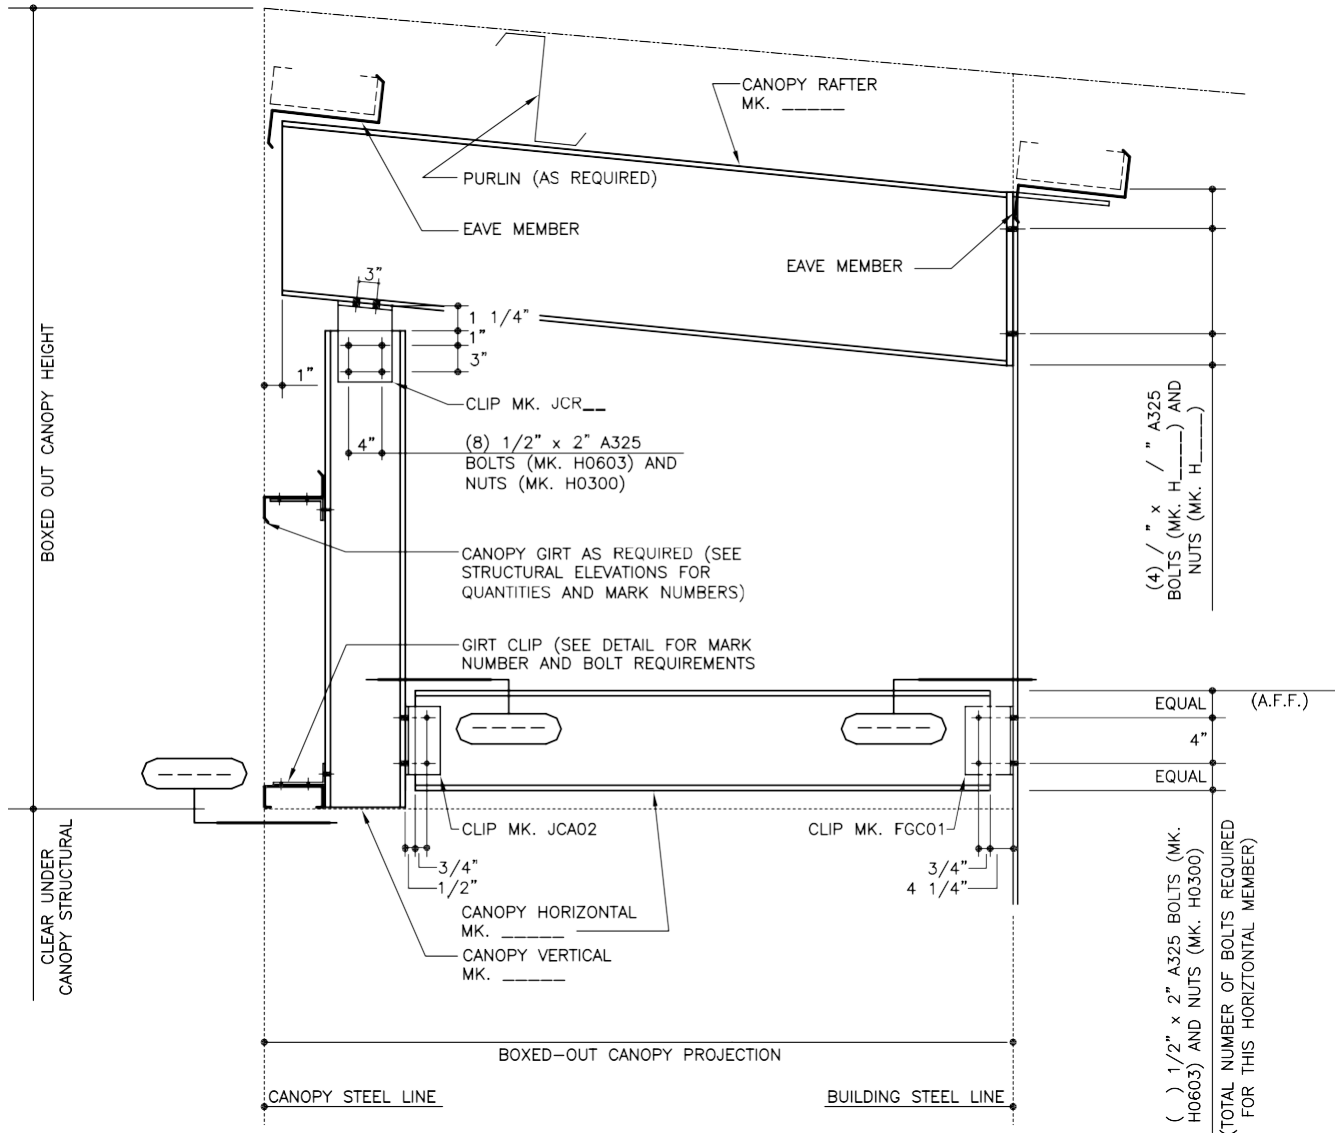 CANOPY RAFTER
MK. _____
PURLIN (AS REQUIRED)
EAVE MEMBER
EAVE MEMBER
3"
1 1/4"
1"
3"
1"
CLIP MK. JCR__
4"
(8) 1/2" x 2" A325
BOLTS (MK. H0603) AND
NUTS (MK. H0300)
BOXED OUT CANOPY HEIGHT
(4) / " x / " A325
BOLTS (MK. H____) AND
NUTS (MK. H____)
CANOPY GIRT AS REQUIRED (SEE
STRUCTURAL ELEVATIONS FOR
QUANTITIES AND MARK NUMBERS)
GIRT CLIP (SEE DETAIL FOR MARK
NUMBER AND BOLT REQUIREMENTS
EQUAL
(A.F.F.)
4"
EQUAL
CLIP MK. JCA02
CLIP MK. FGC01
3/4"
1/2"
3/4"
4 1/4"
CLEAR UNDER
CANOPY STRUCTURAL
CANOPY HORIZONTAL
MK. _____
CANOPY VERTICAL
MK. _____
( ) 1/2" x 2" A325 BOLTS (MK.
H0603) AND NUTS (MK. H0300)
(TOTAL NUMBER OF BOLTS REQUIRED
FOR THIS HORIZTONTAL MEMBER)
BOXED-OUT CANOPY PROJECTION
CANOPY STEEL LINE
BUILDING STEEL LINE